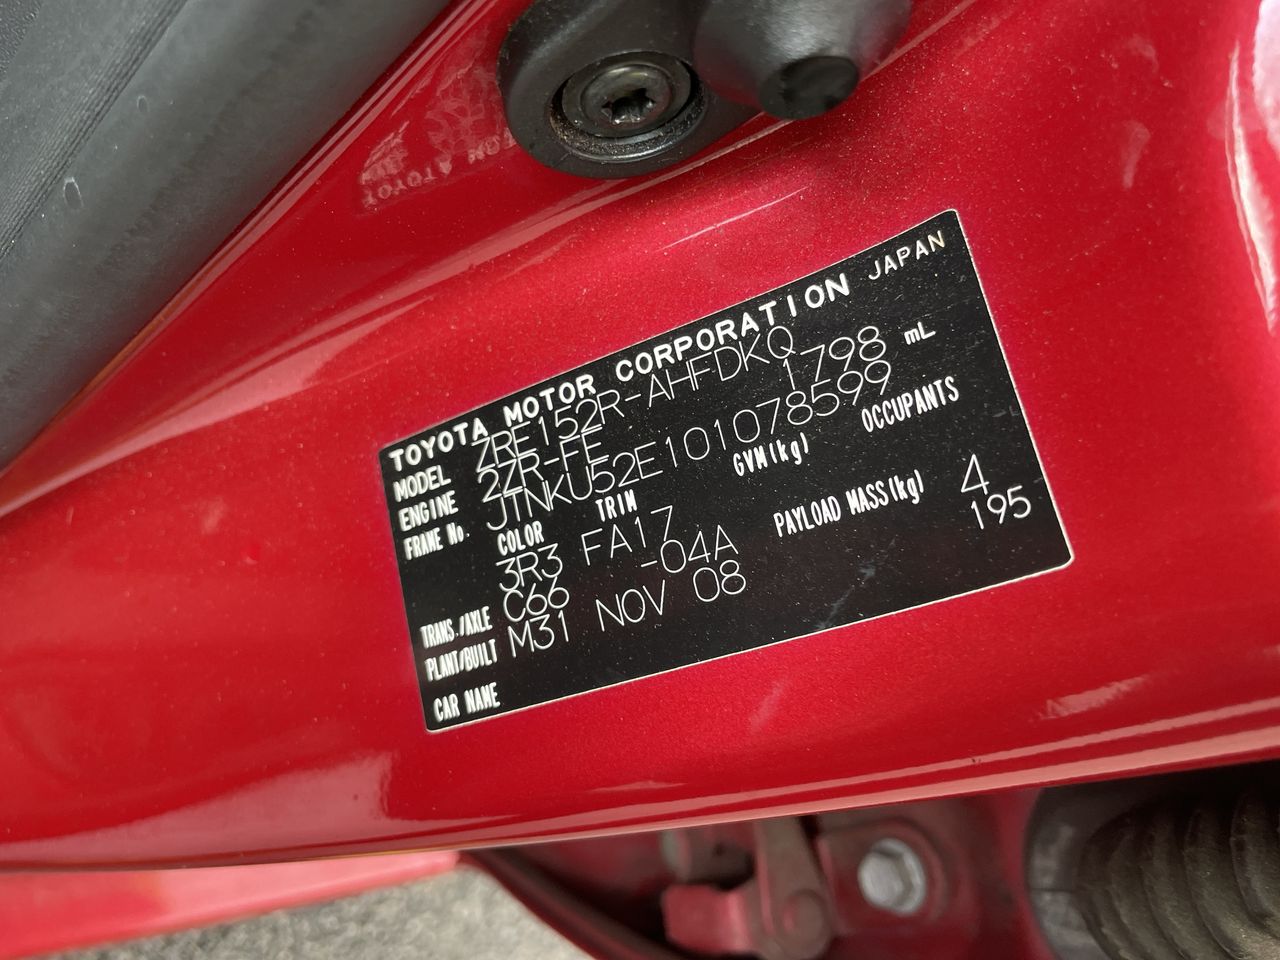 TOYOTA MOTOR CORPORATION JAPAN
MODEL ZRE152R-AHFDKQ
ENGINE 2ZR-FE 1798 mL
FRAME No. JTNKU52E101078599
COLOR TRIM GVM(kg) OCCUPANTS
3R3 FA17 4
TRANS./AXLE C66 -04A PAYLOAD MASS(kg) 195
PLANT/BUILT M31 NOV 08
CAR NAME